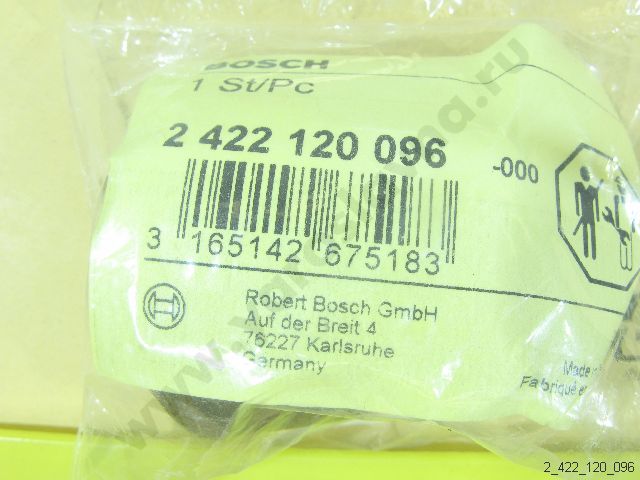 BOSCH
1 St/Pc
2 422 120 096
-000
3 165142 675183
Robert Bosch GmbH
Auf der Breit 4
76227 Karlsruhe
Germany
Made
Fabriqué e
2_422_120_096